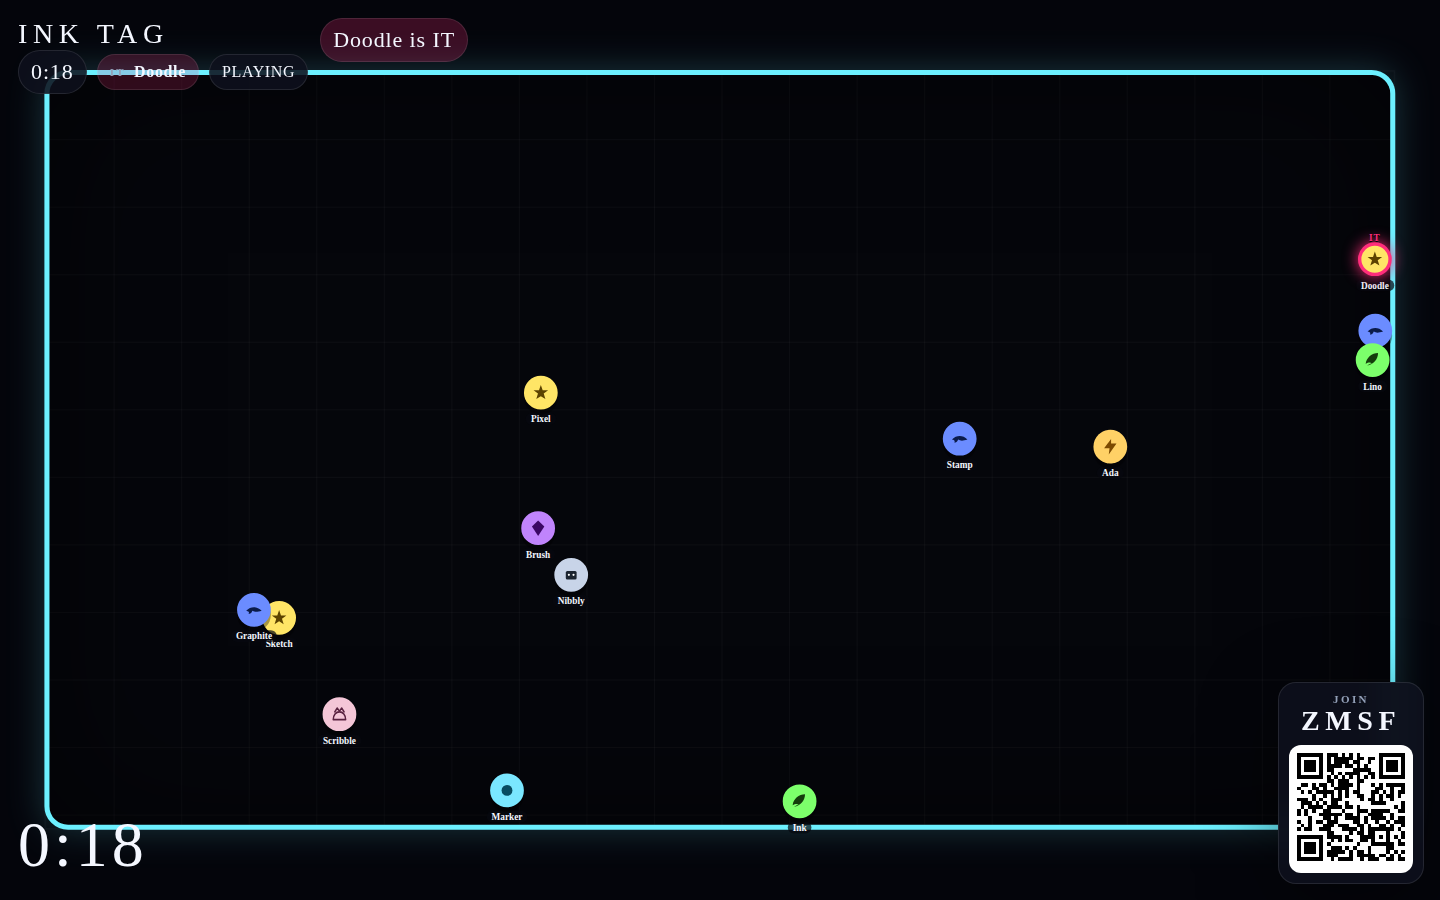 INK TAG
Doodle is IT
0:18
IT Doodle
PLAYING
IT
Doodle
Lino
Pixel
Stamp
Ada
Brush
Nibbly
Graphite
Sketch
Scribble
Marker
Ink
0:18
JOIN
ZMSF